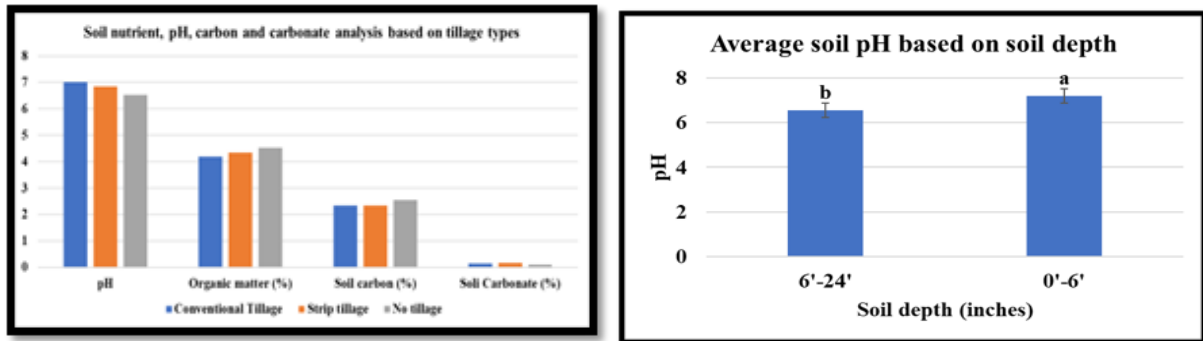 Soil nutrient, pH, carbon and carbonate analysis based on tillage types
8
7
6
5
4
3
2
1
0
pH
Organic matter (%)
Soil carbon (%)
Soli Carbonate (%)
Conventional Tillage
Strip tillage
No tillage
Average soil pH based on soil depth
8
6
4
2
0
pH
b
a
6'-24'
0'-6'
Soil depth (inches)